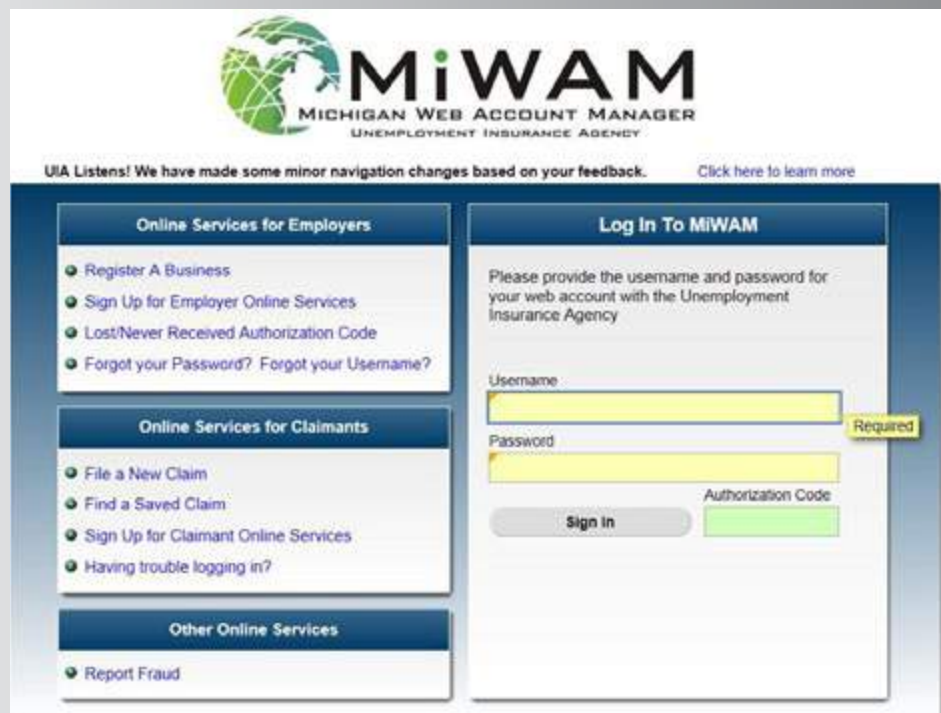 MiWAM
MICHIGAN WEB ACCOUNT MANAGER
UNEMPLOYMENT INSURANCE AGENCY
UIA Listens! We have made some minor navigation changes based on your feedback. Click here to learn more
Online Services for Employers
Register A Business
Sign Up for Employer Online Services
Lost/Never Received Authorization Code
Forgot your Password? Forgot your Username?
Online Services for Claimants
File a New Claim
Find a Saved Claim
Sign Up for Claimant Online Services
Having trouble logging in?
Other Online Services
Report Fraud
Log In To MiWAM
Please provide the username and password for
your web account with the Unemployment
Insurance Agency
Username
Required
Password
Authorization Code
Sign In